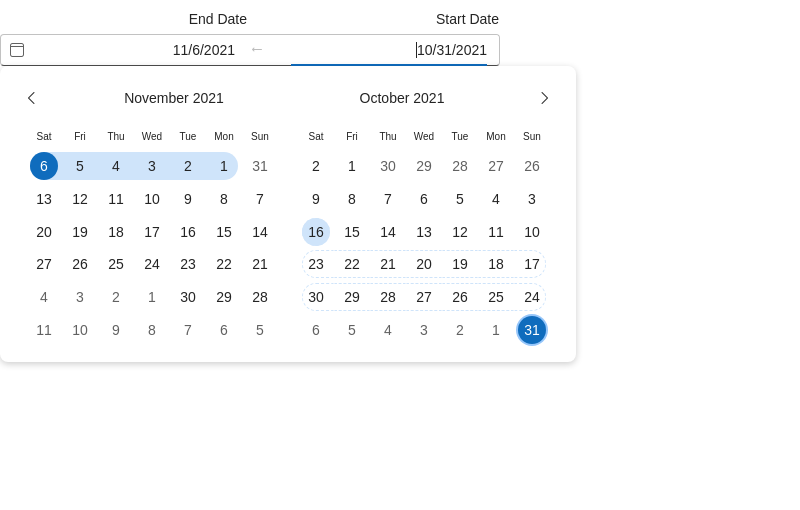 End Date Start Date
11/6/2021 ← 10/31/2021
November 2021 October 2021
Sat Fri Thu Wed Tue Mon Sun Sat Fri Thu Wed Tue Mon Sun
6 5 4 3 2 1 31 2 1 30 29 28 27 26
13 12 11 10 9 8 7 9 8 7 6 5 4 3
20 19 18 17 16 15 14 16 15 14 13 12 11 10
27 26 25 24 23 22 21 23 22 21 20 19 18 17
4 3 2 1 30 29 28 30 29 28 27 26 25 24
11 10 9 8 7 6 5 6 5 4 3 2 1 31